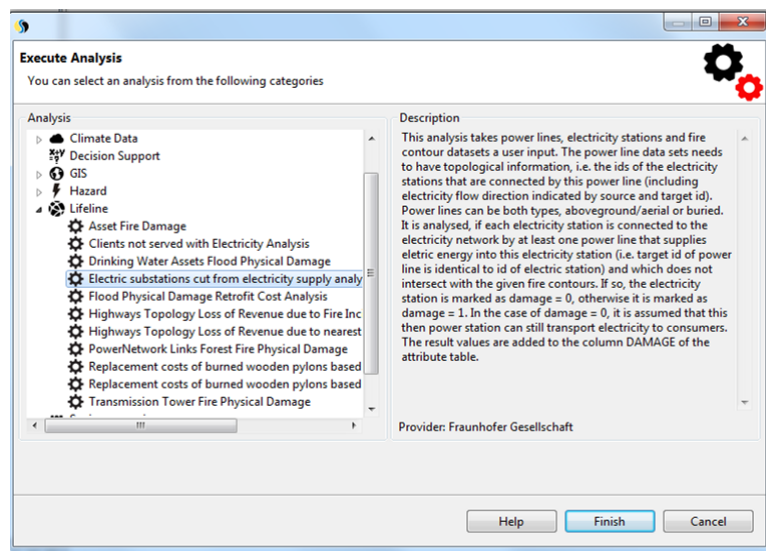 Execute Analysis
You can select an analysis from the following categories
Analysis
Climate Data
Decision Support
GIS
Hazard
Lifeline
Asset Fire Damage
Clients not served with Electricity Analysis
Drinking Water Assets Flood Physical Damage
Electric substations cut from electricity supply analy
Flood Physical Damage Retrofit Cost Analysis
Highways Topology Loss of Revenue due to Fire Inc
Highways Topology Loss of Revenue due to nearest
PowerNetwork Links Forest Fire Physical Damage
Replacement costs of burned wooden pylons based
Replacement costs of burned wooden pylons based
Transmission Tower Fire Physical Damage
Description
This analysis takes power lines, electricity stations and fire
contour datasets a user input. The power line data sets needs
to have topological information, i.e. the ids of the electricity
stations that are connected by this power line (including
electricity flow direction indicated by source and target id).
Power lines can be both types, aboveground/aerial or buried.
It is analysed, if each electricity station is connected to the
electricity network by at least one power line that supplies
eletric energy into this electricity station (i.e. target id of power
line is identical to id of electric station) and which does not
intersect with the given fire contours. If so, the electricity
station is marked as damage = 0, otherwise it is marked as
damage = 1. In the case of damage = 0, it is assumed that this
then power station can still transport electricity to consumers.
The result values are added to the column DAMAGE of the
attribute table.
Provider: Fraunhofer Gesellschaft
Help
Finish
Cancel